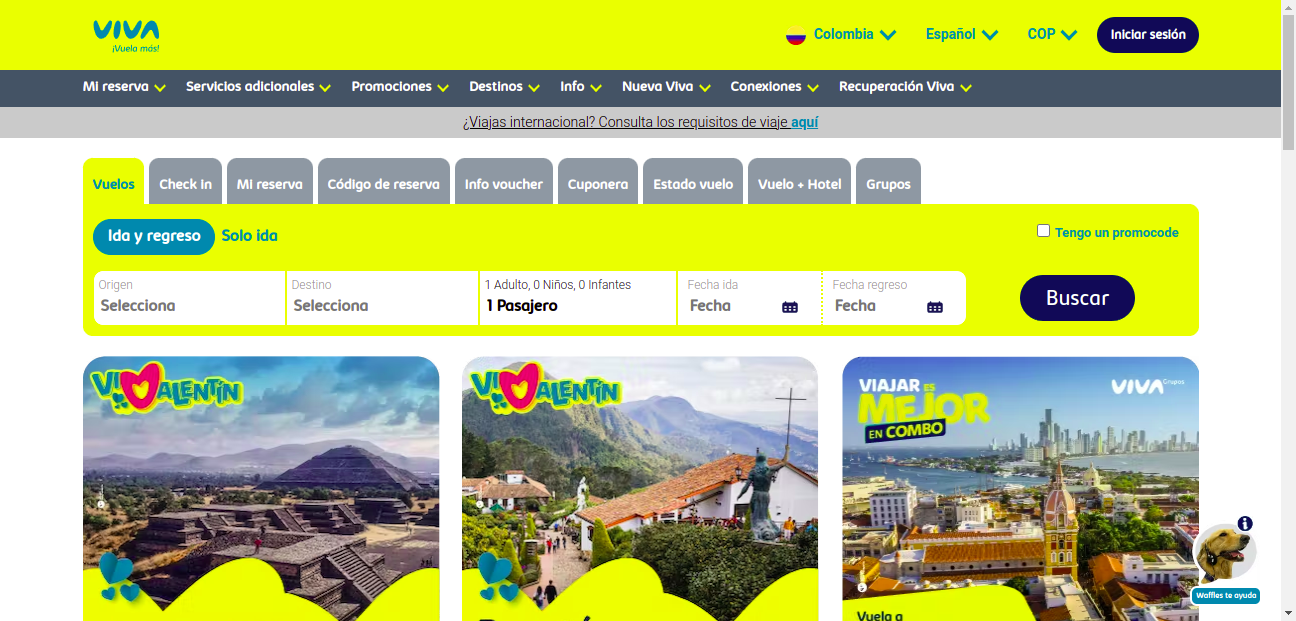 VIVA
¡Vuela más!
Colombia
Español
COP
Iniciar sesión
Mi reserva
Servicios adicionales
Promociones
Destinos
Info
Nueva Viva
Conexiones
Recuperación Viva
¿Viajas internacional? Consulta los requisitos de viaje aquí
Vuelos
Check In
Mi reserva
Código de reserva
Info voucher
Cuponera
Estado vuelo
Vuelo + Hotel
Grupos
Ida y regreso
Solo ida
Tengo un promocode
Origen
Selecciona
Destino
Selecciona
1 Adulto, 0 Niños, 0 Infantes
1 Pasajero
Fecha ida
Fecha
Fecha regreso
Fecha
Buscar
VIVALENTÍN
VIVALENTÍN
VIAJAR ES
MEJOR
EN COMBO
VIVA Grupos
Vuela a
Waffles te ayuda